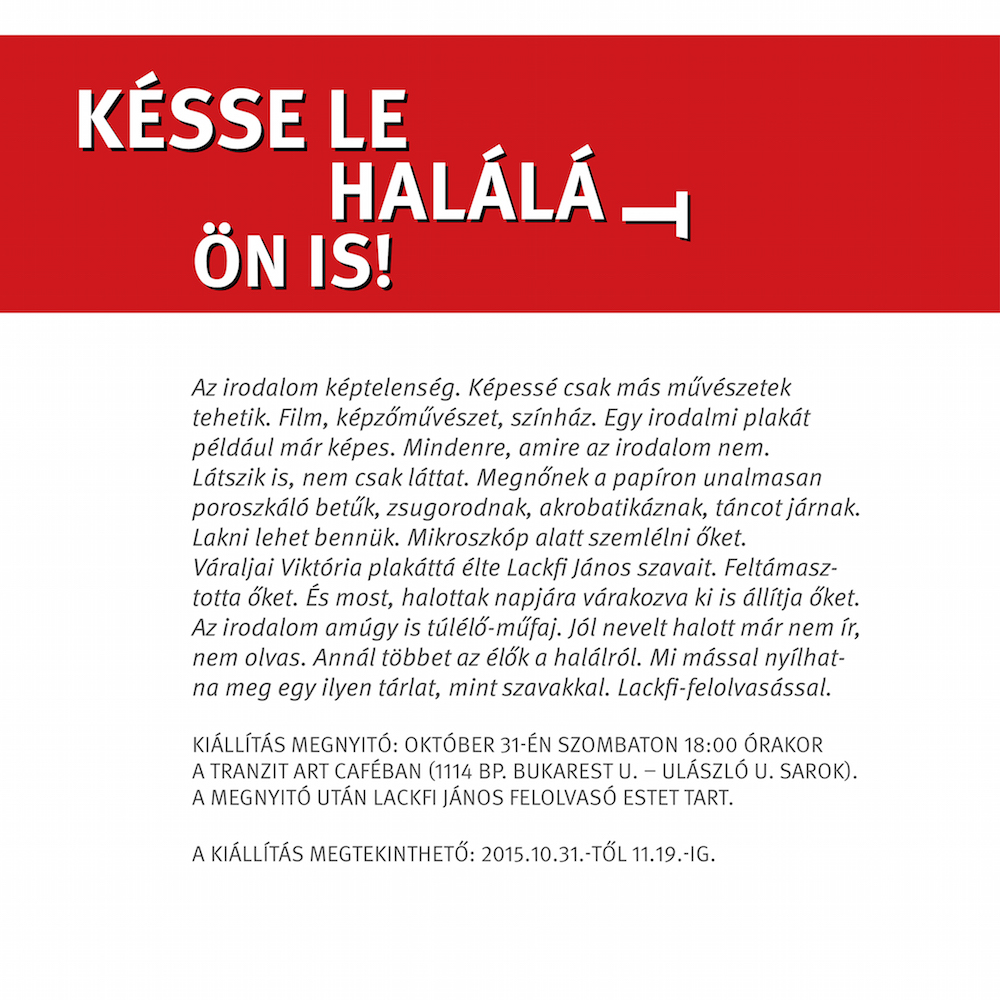 KÉSSE LE
HALÁLÁT
ÖN IS!
Az irodalom képtelenség. Képessé csak más művészetek
tehetik. Film, képzőművészet, színház. Egy irodalmi plakát
például már képes. Mindenre, amire az irodalom nem.
Látszik is, nem csak láttat. Megnőnek a papíron unalmasan
poroszkáló betűk, zsugorodnak, akrobatikáznak, táncot járnak.
Lakni lehet bennük. Mikroszkóp alatt szemlélni őket.
Váraljai Viktória plakáttá élte Lackfi János szavait. Feltámasz-
totta őket. És most, halottak napjára várakozva ki is állítja őket.
Az irodalom amúgy is túlélő-műfaj. Jól nevelt halott már nem ír,
nem olvas. Annál többet az élők a halálról. Mi mással nyílhat-
na meg egy ilyen tárlat, mint szavakkal. Lackfi-felolvasással.
KIÁLLÍTÁS MEGNYITÓ: OKTÓBER 31-ÉN SZOMBATON 18:00 ÓRAKOR
A TRANZIT ART CAFÉBAN (1114 BP. BUKAREST U. – ULÁSZLÓ U. SAROK).
A MEGNYITÓ UTÁN LACKFI JÁNOS FELOLVASÓ ESTET TART.
A KIÁLLÍTÁS MEGTEKINTHETŐ: 2015.10.31.-TŐL 11.19.-IG.